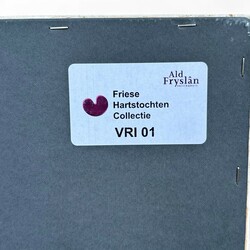 Ald
Fryslân
Friese
Hartstochten
Collectie
VRI 01